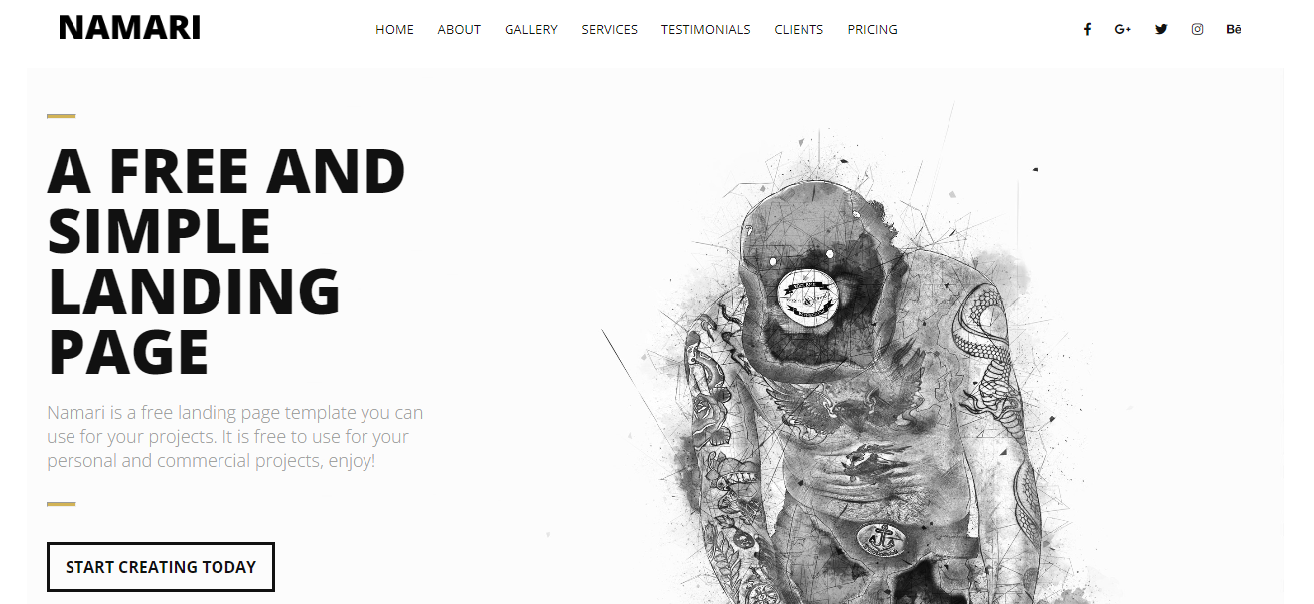 NAMARI
HOME ABOUT GALLERY SERVICES TESTIMONIALS CLIENTS PRICING
G+ Bē
A FREE AND
SIMPLE
LANDING
PAGE
Namari is a free landing page template you can
use for your projects. It is free to use for your
personal and commercial projects, enjoy!
START CREATING TODAY